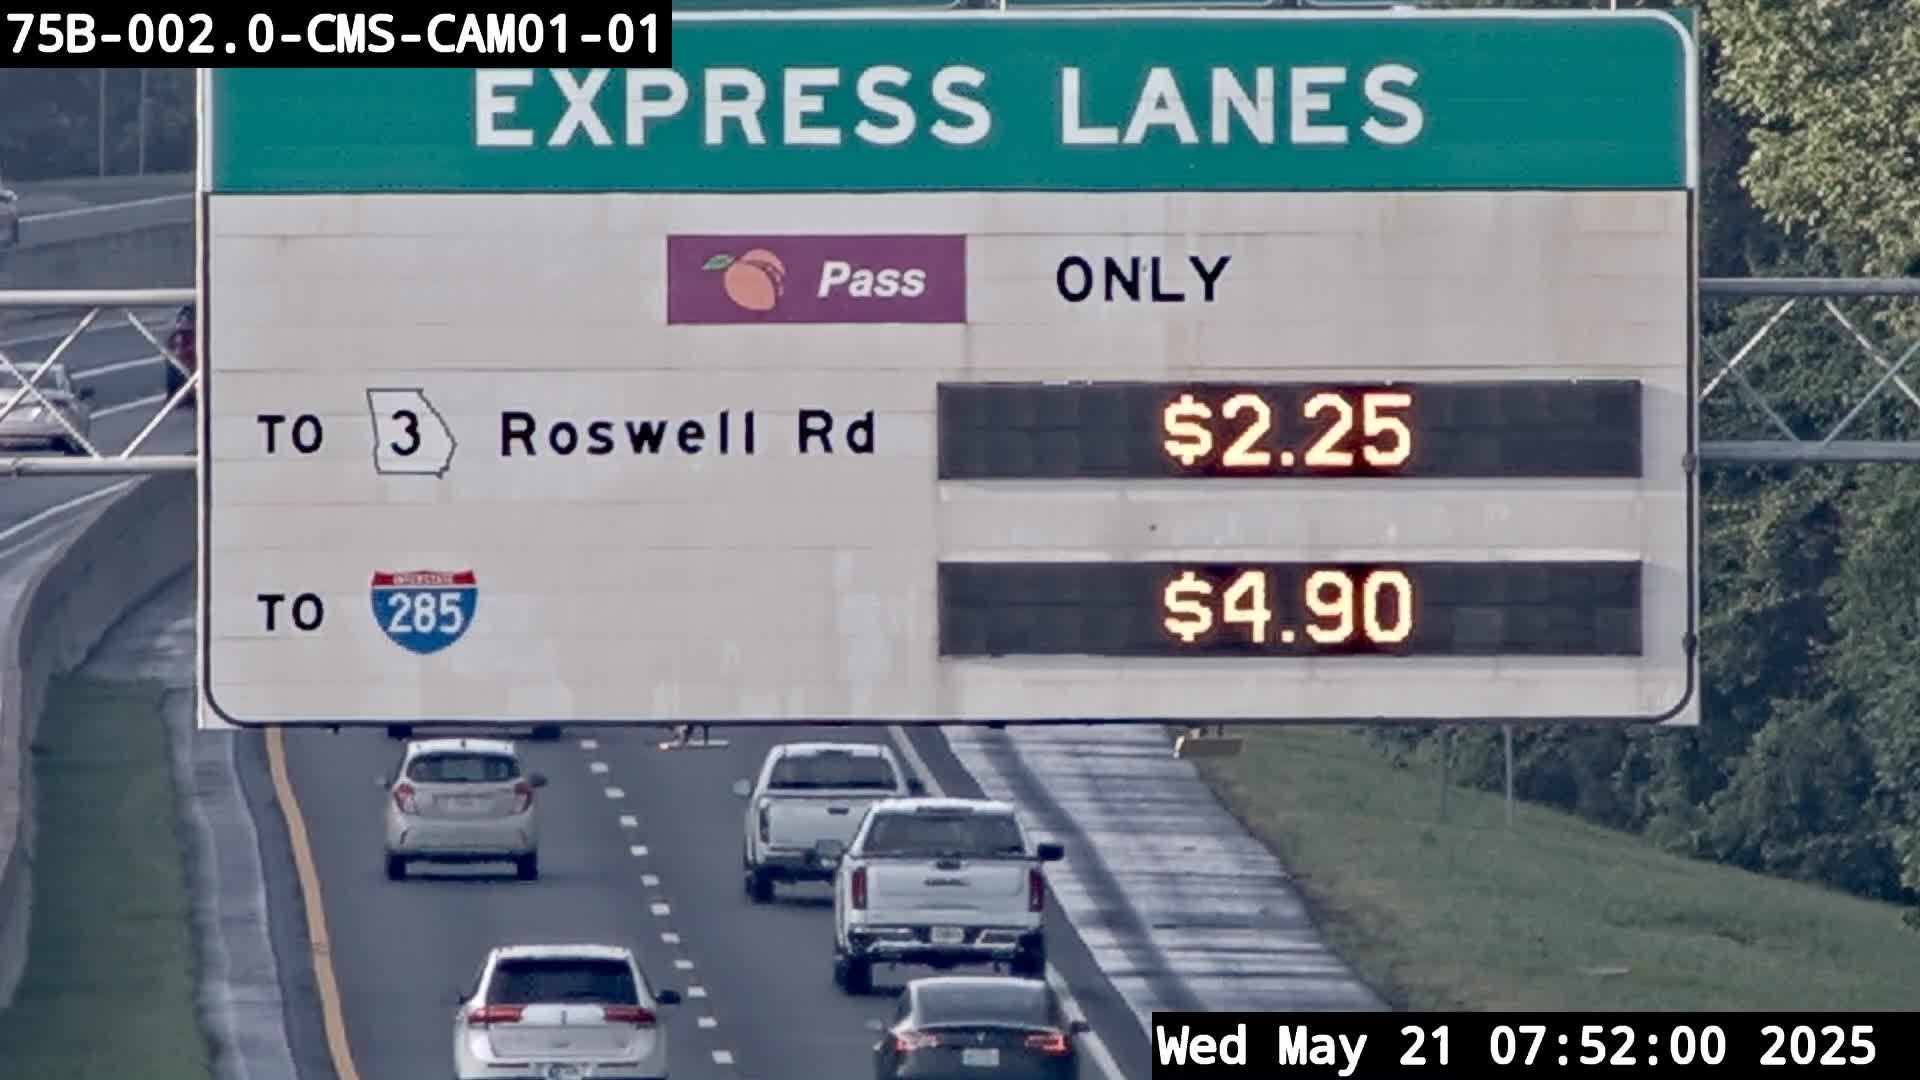 75B-002.0-CMS-CAM01-01
EXPRESS LANES
Pass ONLY
TO 3 Roswell Rd $2.25
TO INTERSTATE 285 $4.90
Wed May 21 07:52:00 2025